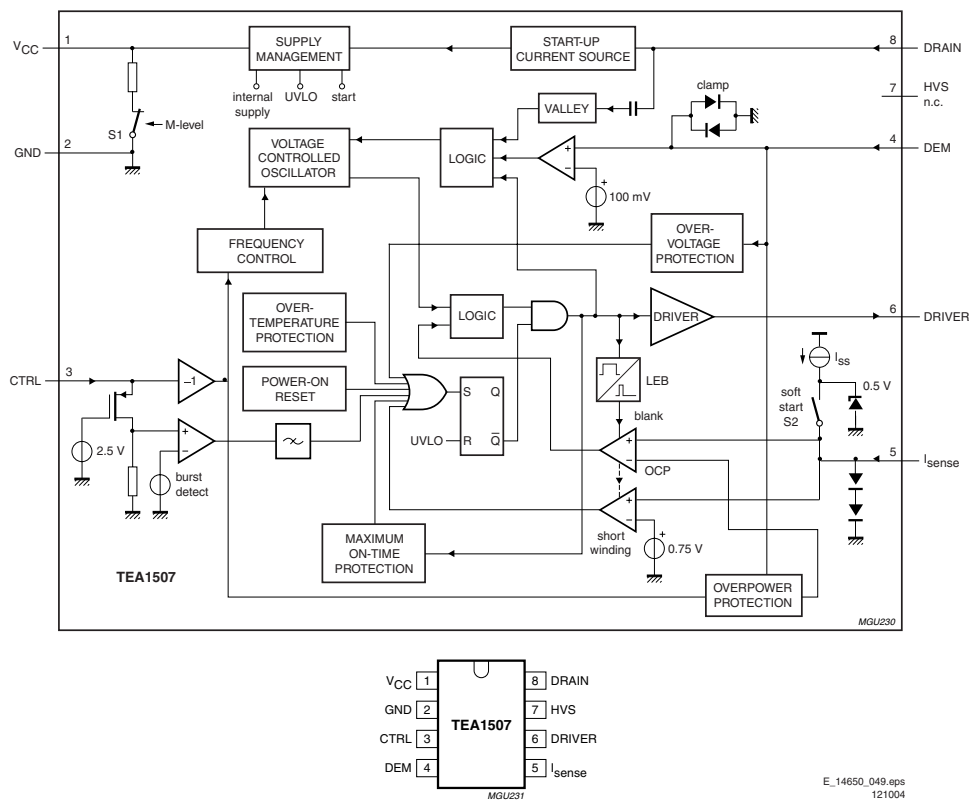 VCC
1
SUPPLY
MANAGEMENT
START-UP
CURRENT SOURCE
8
DRAIN
internal
supply
UVLO
start
clamp
7
HVS
n.c.
VALLEY
S1
M-level
2
GND
VOLTAGE
CONTROLLED
OSCILLATOR
LOGIC
+
−
4
DEM
+
100 mV
OVER-
VOLTAGE
PROTECTION
FREQUENCY
CONTROL
OVER-
TEMPERATURE
PROTECTION
LOGIC
DRIVER
6
DRIVER
Iss
CTRL
3
−1
POWER-ON
RESET
S
Q
LEB
0.5 V
soft
start
S2
blank
2.5 V
+
−
UVLO
R
Q
+
−
OCP
5
Isense
burst
detect
+
−
short
winding
+
0.75 V
MAXIMUM
ON-TIME
PROTECTION
TEA1507
OVERPOWER
PROTECTION
MGU230
VCC 1
8 DRAIN
GND 2
7 HVS
TEA1507
CTRL 3
6 DRIVER
DEM 4
5 Isense
MGU231
E_14650_049.eps
121004